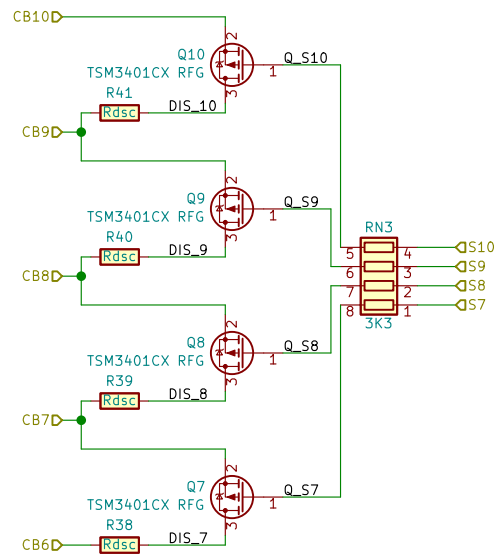 CB10
2
Q10
TSM3401CX RFG
1
Q_S10
3
R41
Rdsc
DIS_10
CB9
2
Q9
TSM3401CX RFG
1
Q_S9
3
R40
Rdsc
DIS_9
RN3
5
4
S10
6
3
S9
7
2
S8
8
1
S7
3K3
CB8
2
Q8
TSM3401CX RFG
1
Q_S8
3
R39
Rdsc
DIS_8
CB7
2
Q7
TSM3401CX RFG
1
Q_S7
3
R38
Rdsc
DIS_7
CB6